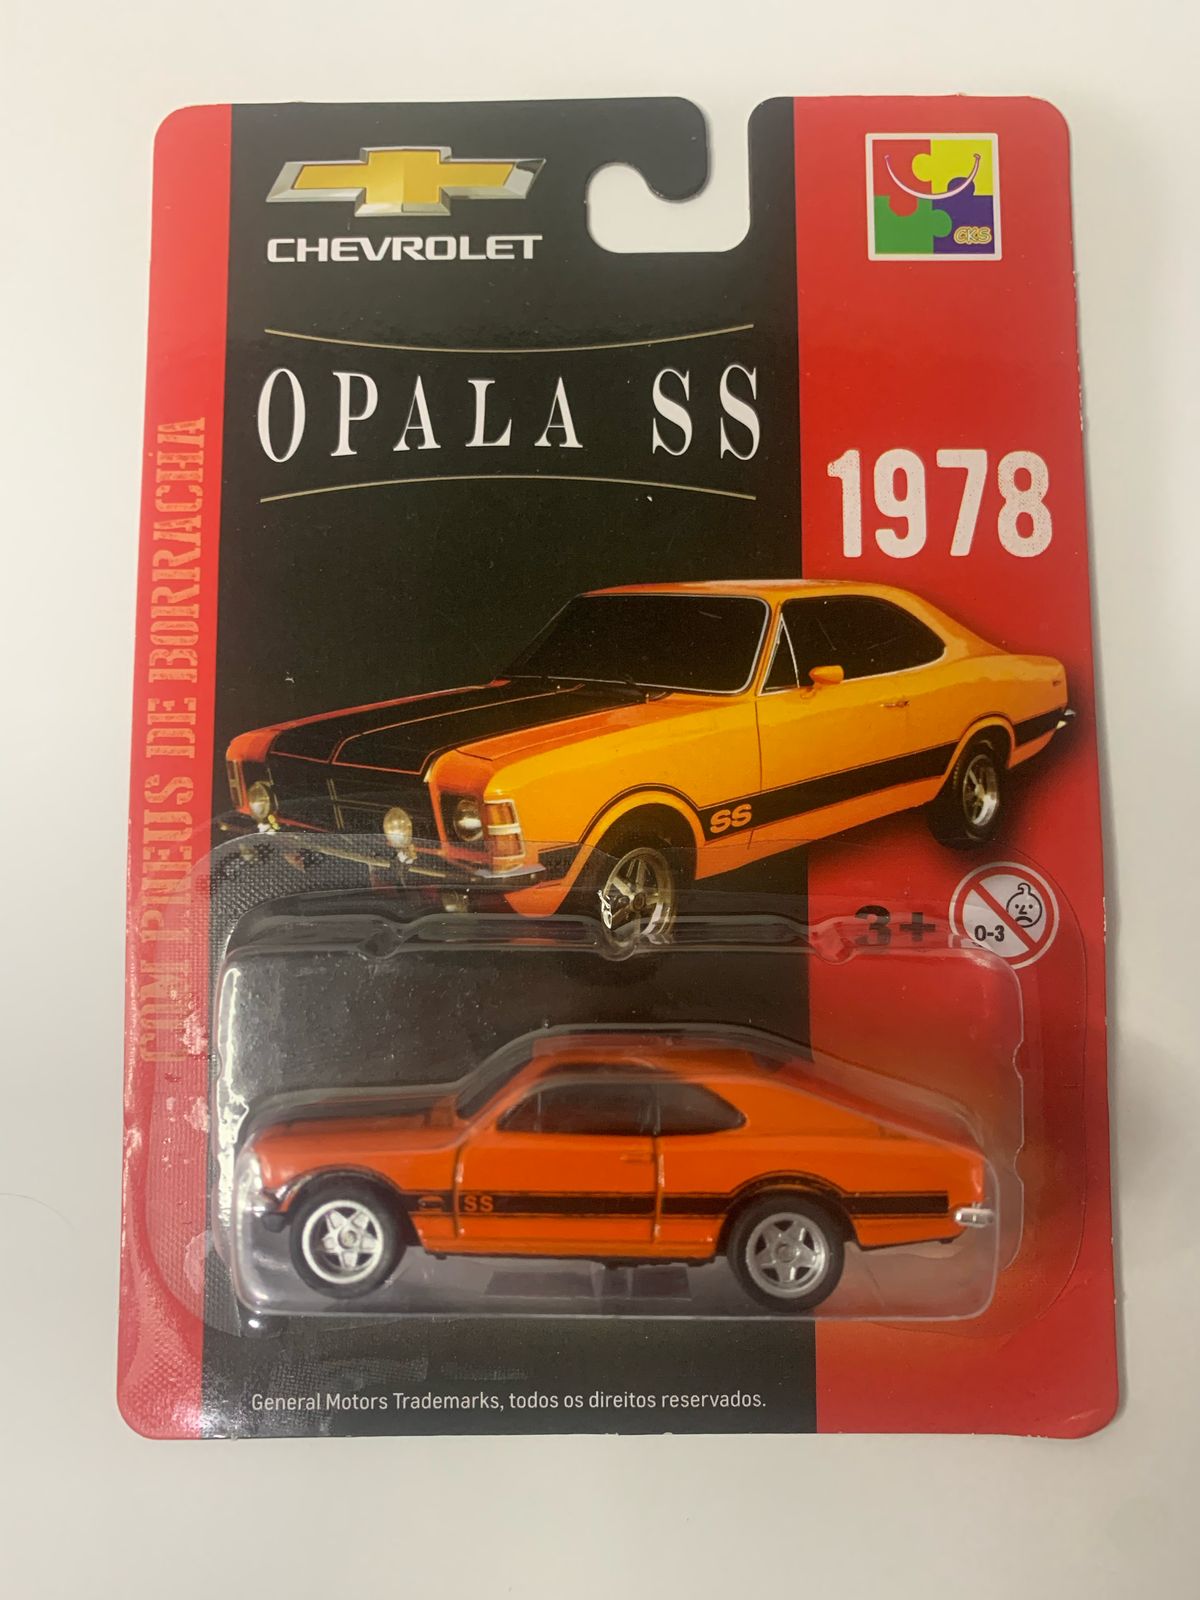 CHEVROLET
CKS
OPALA SS
1978
COM PNEUS DE BORRACHA
SS
3+
0-3
SS
General Motors Trademarks, todos os direitos reservados.